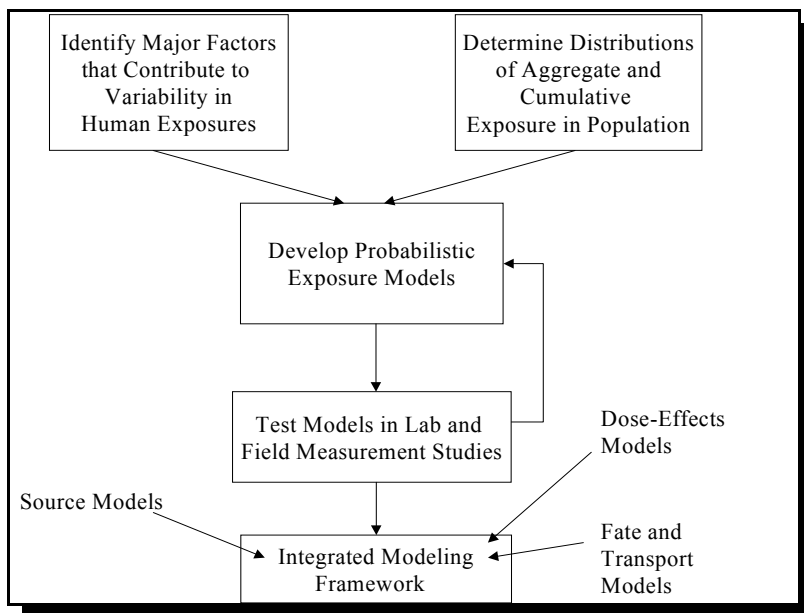 Identify Major Factors
that Contribute to
Variability in
Human Exposures
Determine Distributions
of Aggregate and
Cumulative
Exposure in Population
Develop Probabilistic
Exposure Models
Test Models in Lab and
Field Measurement Studies
Dose-Effects
Models
Source Models
Integrated Modeling
Framework
Fate and
Transport
Models